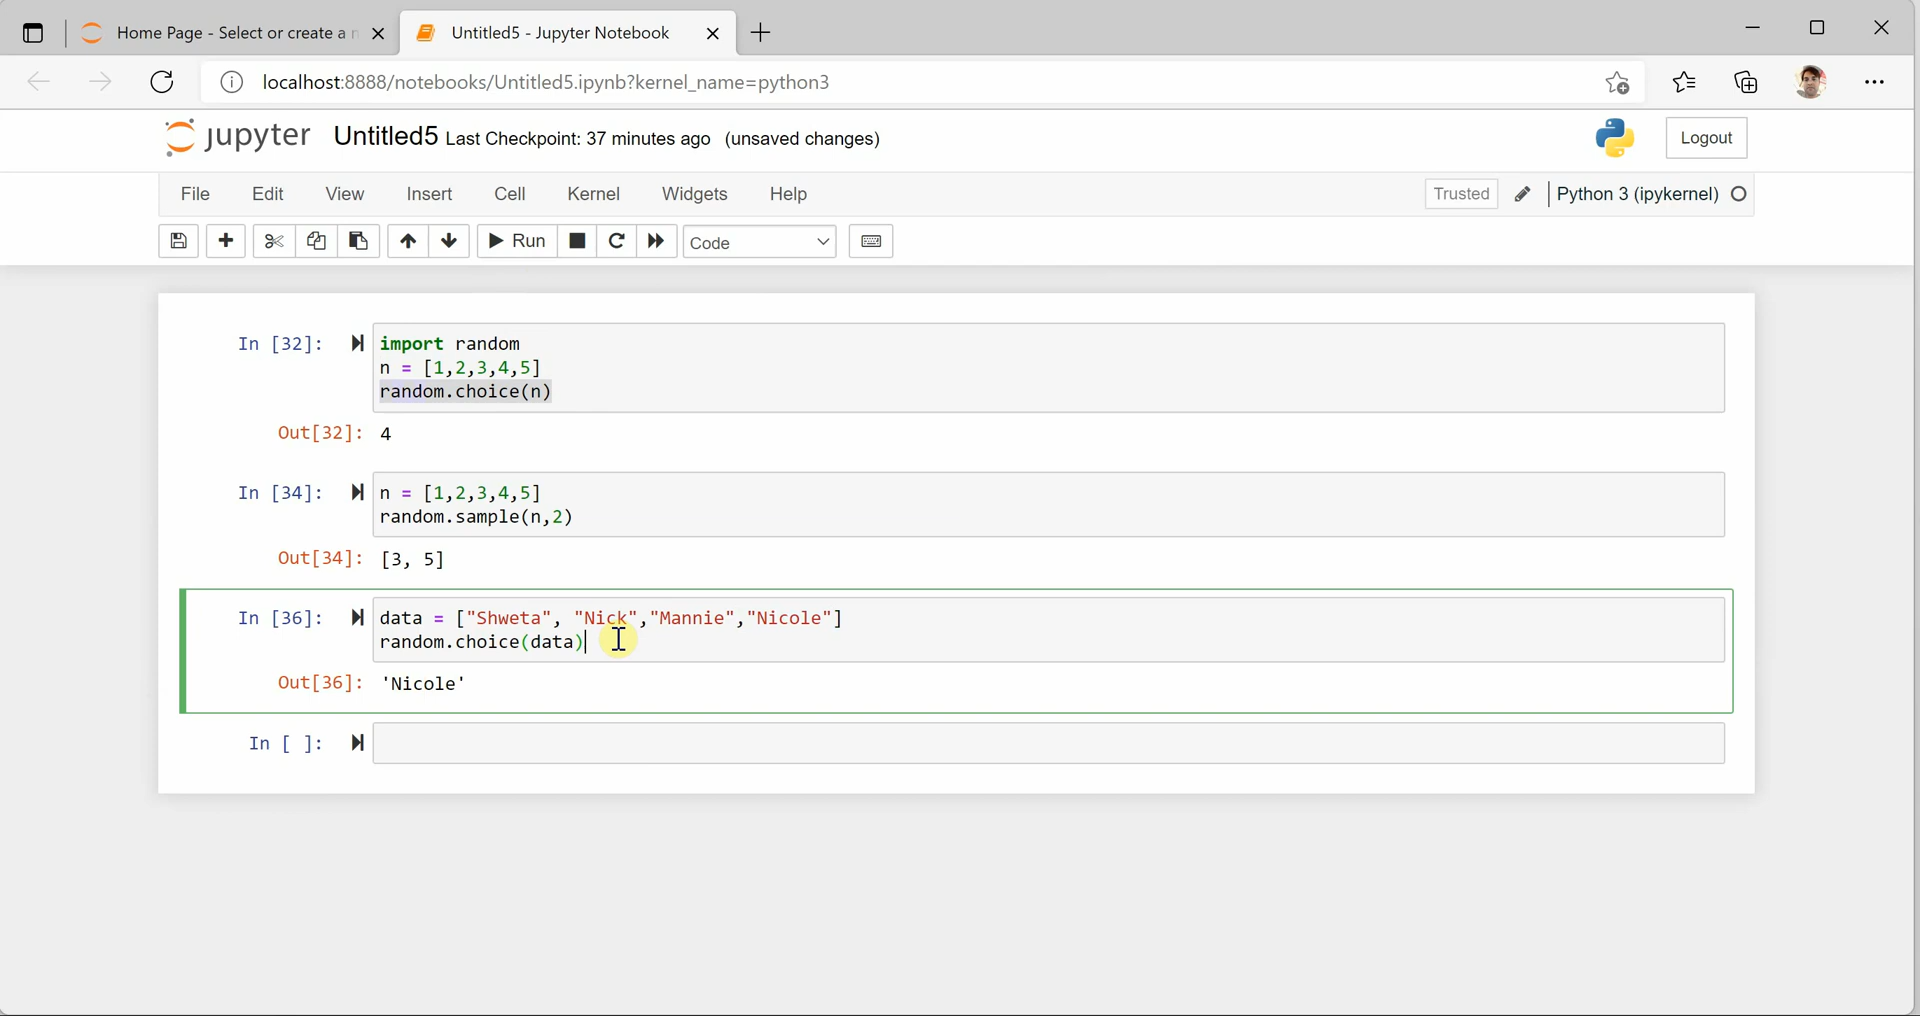 Home Page - Select or create a n
Untitled5 - Jupyter Notebook
localhost:8888/notebooks/Untitled5.ipynb?kernel_name=python3
jupyter Untitled5 Last Checkpoint: 37 minutes ago (unsaved changes)
Logout
File Edit View Insert Cell Kernel Widgets Help
Trusted
Python 3 (ipykernel)
Run
Code
In [32]: import random
n = [1,2,3,4,5]
random.choice(n)
Out[32]: 4
In [34]: n = [1,2,3,4,5]
random.sample(n,2)
Out[34]: [3, 5]
In [36]: data = ["Shweta", "Nick","Mannie","Nicole"]
random.choice(data)
Out[36]: 'Nicole'
In [ ]: